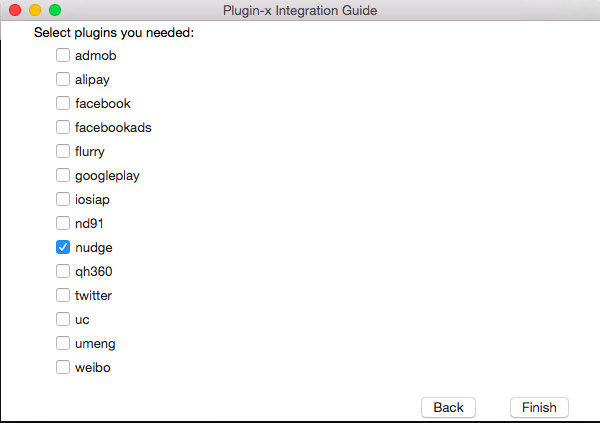 Plugin-x Integration Guide
Select plugins you needed:
admob
alipay
facebook
facebookads
flurry
googleplay
iosiap
nd91
nudge
qh360
twitter
uc
umeng
weibo
Back Finish